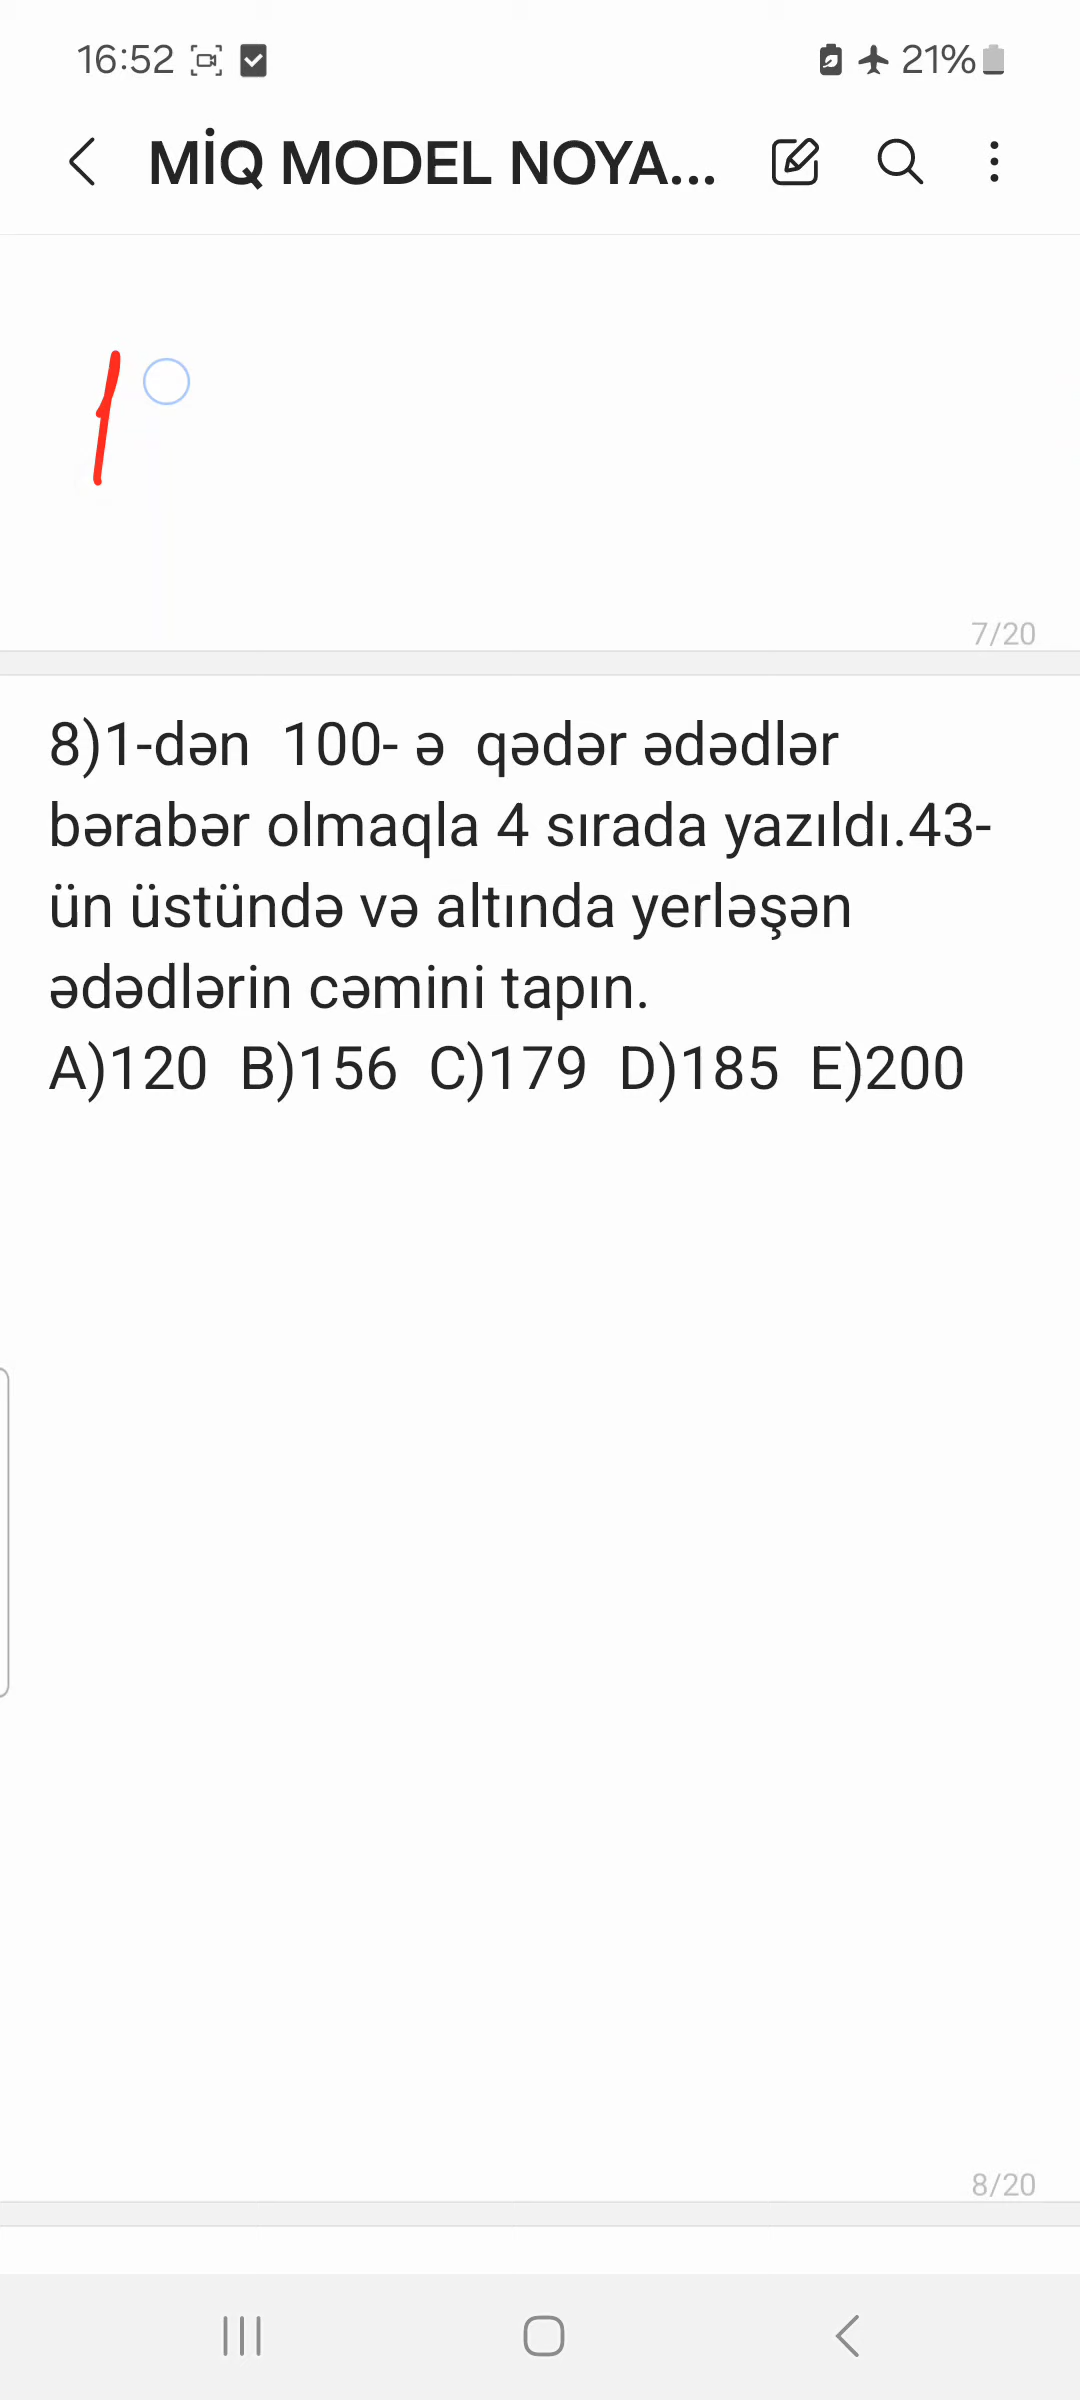 16:52
21%
MİQ MODEL NOYA...
7/20
8)1-dən 100- ə qədər ədədlər
bərabər olmaqla 4 sırada yazıldı.43-
ün üstündə və altında yerləşən
ədədlərin cəmini tapın.
A)120 B)156 C)179 D)185 E)200
8/20